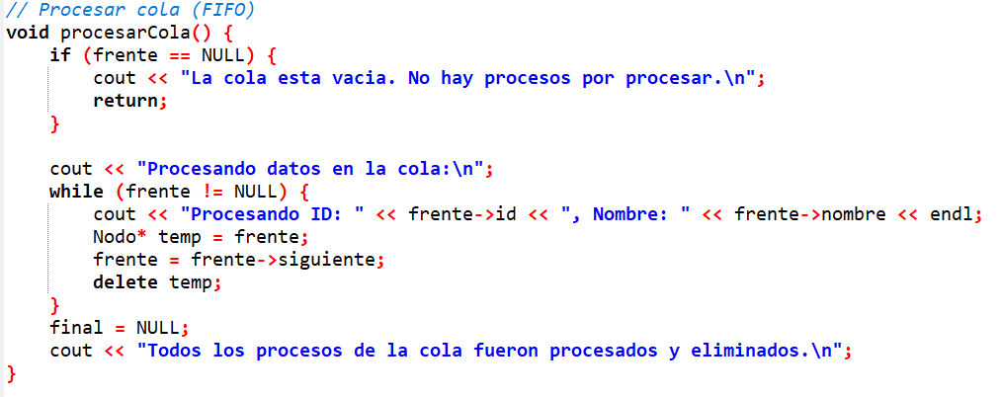 // Procesar cola (FIFO)
void procesarCola() {
    if (frente == NULL) {
        cout << "La cola esta vacia. No hay procesos por procesar.\n";
        return;
    }

    cout << "Procesando datos en la cola:\n";
    while (frente != NULL) {
        cout << "Procesando ID: " << frente->id << ", Nombre: " << frente->nombre << endl;
        Nodo* temp = frente;
        frente = frente->siguiente;
        delete temp;
    }
    final = NULL;
    cout << "Todos los procesos de la cola fueron procesados y eliminados.\n";
}